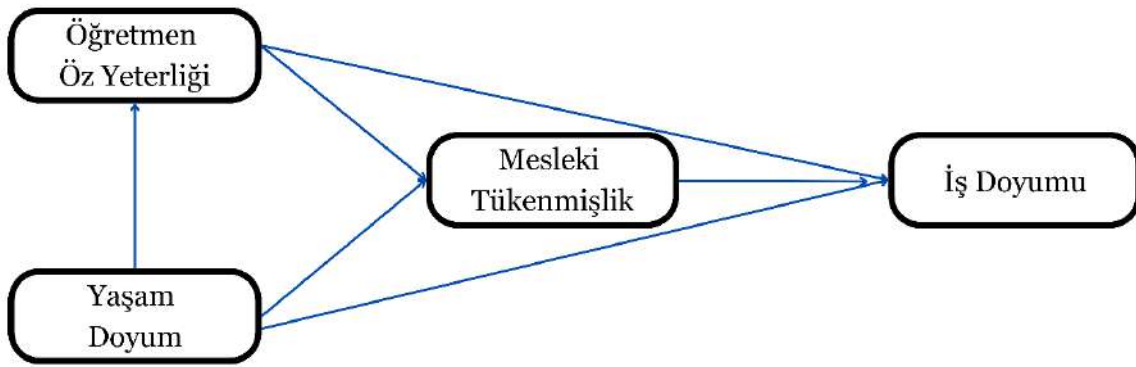 Öğretmen
Öz Yeterliği
Mesleki
Tükenmişlik
İş Doyumu
Yaşam
Doyum